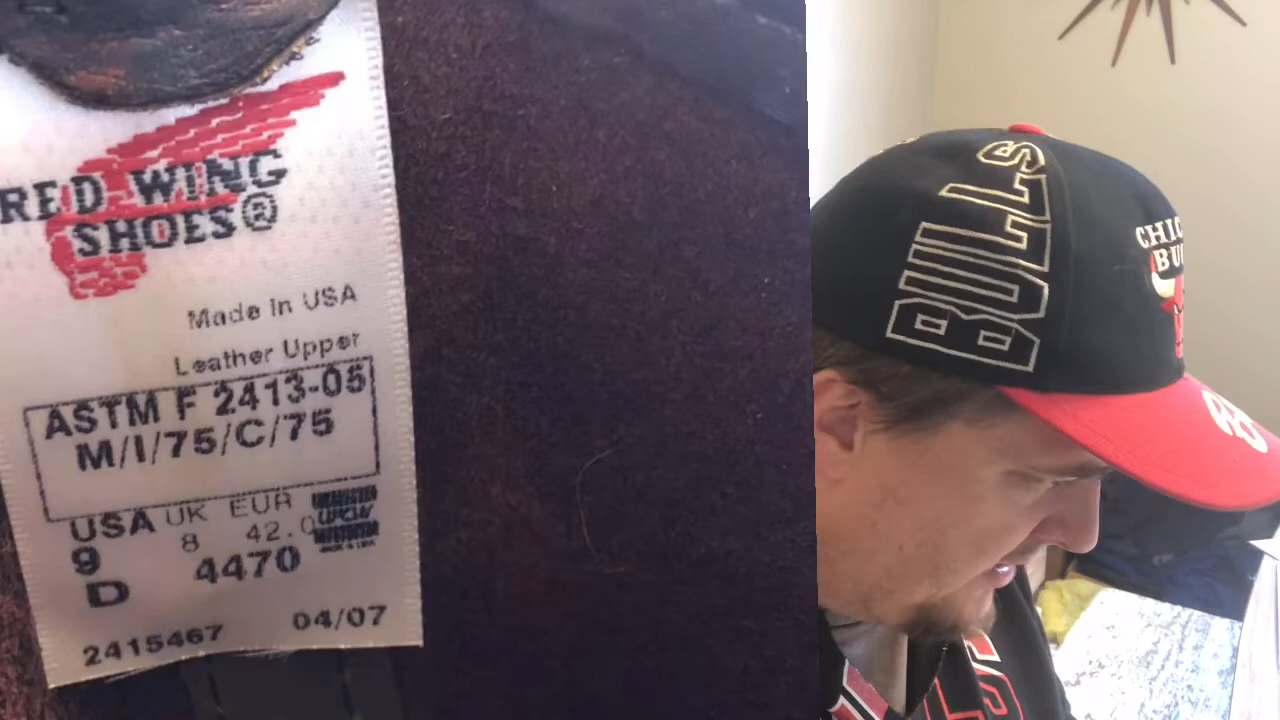 RED WING
SHOES®
Made in USA
Leather Upper
ASTM F 2413-05
M/I/75/C/75
USA UK EUR
9 8 42.0
D 4470
2415467 04/07
BULLS